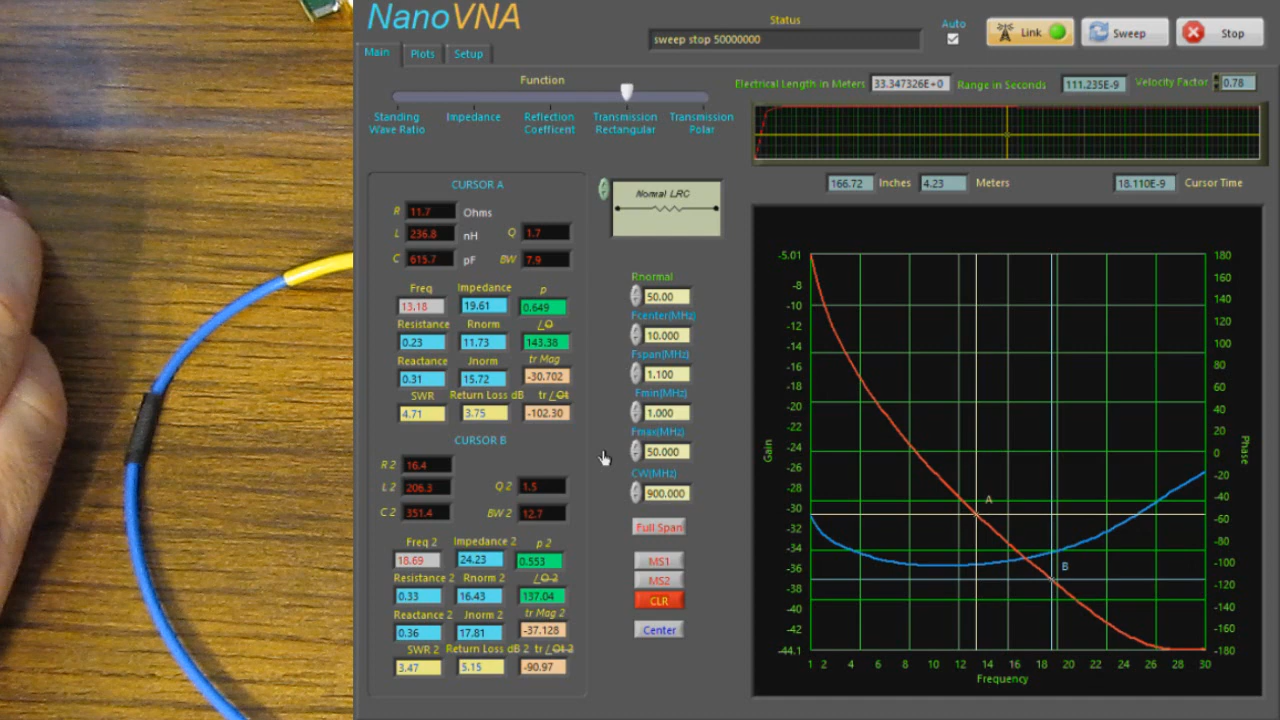 NanoVNA
Status
sweep stop 50000000
Auto
Link
Sweep
Stop
Main
Plots
Setup
Function
Standing
Wave Ratio
Impedance
Reflection
Coefficent
Transmission
Rectangular
Transmission
Polar
Electrical Length in Meters
33.347326E+0
Range in Seconds
111.235E-9
Velocity Factor
0.78
166.72
Inches
4.23
Meters
18.110E-9
Cursor Time
CURSOR A
R 11.7 Ohms
L 236.8 nH Q 1.7
C 615.7 pF BW 7.9
Freq Impedance p
13.18 19.61 0.649
Resistance Rnorm /O
0.23 11.73 143.38
Reactance Jnorm tr Mag
0.31 15.72 -30.702
SWR Return Loss dB tr /Ot
4.71 3.75 -102.30
CURSOR B
R 2 16.4
L 2 206.3 Q 2 1.5
C 2 351.4 BW 2 12.7
Freq 2 Impedance 2 p 2
18.69 24.23 0.553
Resistance 2 Rnorm 2 /O 2
0.33 16.43 137.04
Reactance 2 Jnorm 2 tr Mag 2
0.36 17.81 -37.128
SWR 2 Return Loss dB 2 tr /Ot 2
3.47 5.15 -90.97
Normal LRC
Rnormal
50.00
Fcenter(MHz)
10.000
Fspan(MHz)
1.100
Fmin(MHz)
1.000
Fmax(MHz)
50.000
CW(MHz)
900.000
Full Span
MS1
MS2
CLR
Center
Gain
-5.01
-8
-10
-12
-14
-16
-18
-20
-22
-24
-26
-28
-30
-32
-34
-36
-38
-40
-42
-44.1
A
B
180
160
140
120
100
80
60
40
20
0
-20
-40
-60
-80
-100
-120
-140
-160
-180
Phase
1 2 4 6 8 10 12 14 16 18 20 22 24 26 28 30
Frequency